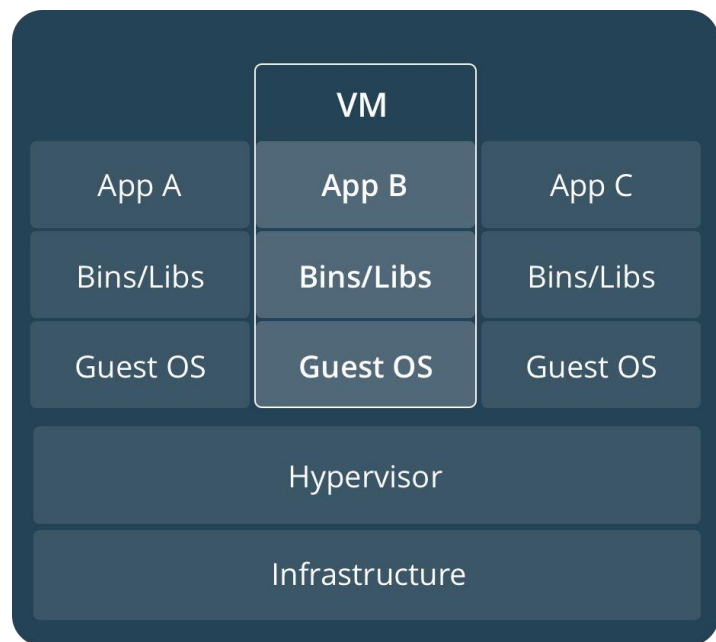 VM
App A
App B
App C
Bins/Libs
Bins/Libs
Bins/Libs
Guest OS
Guest OS
Guest OS
Hypervisor
Infrastructure